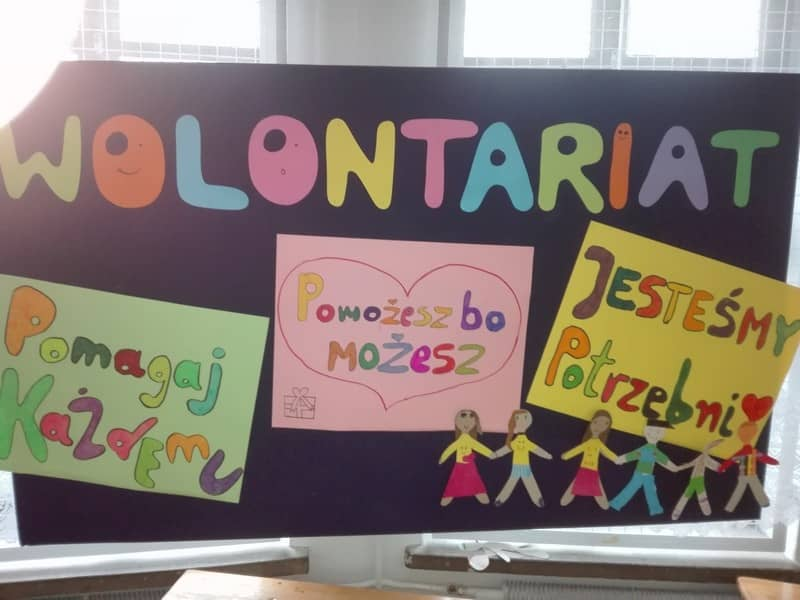 WOLONTARIAT
Pomagaj
KażdEmU
Pomożesz bo
możESZ
JESTEŚMY
Potrzebni